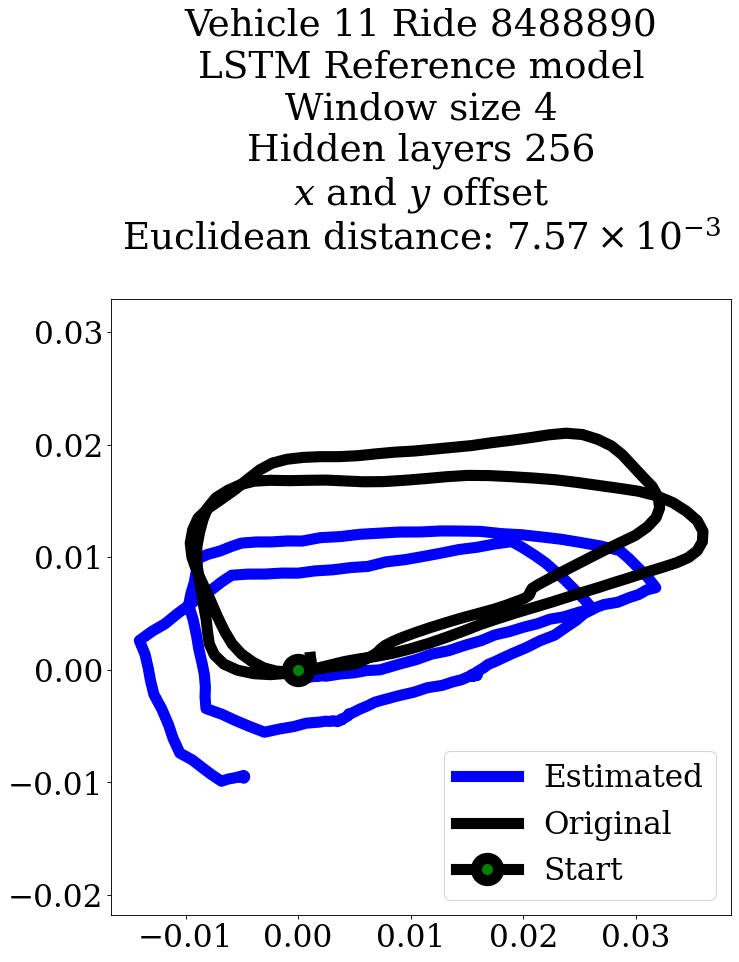 Vehicle 11 Ride 8488890
LSTM Reference model
Window size 4
Hidden layers 256
x and y offset
Euclidean distance: 7.57 × 10⁻³
0.03
0.02
0.01
0.00
−0.01
−0.02
Estimated
Original
Start
−0.01 0.00 0.01 0.02 0.03